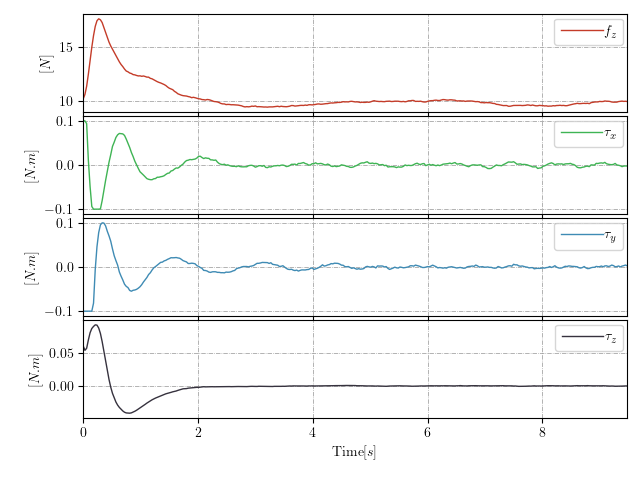 15
10
[N]
f_z
0.1
0.0
−0.1
[N.m]
τ_x
0.1
0.0
−0.1
[N.m]
τ_y
0.05
0.00
[N.m]
τ_z
0 2 4 6 8
Time[s]